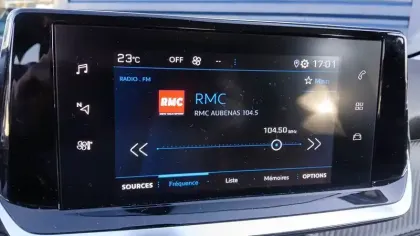 23°C OFF -- 17:01
RADIO . FM
RMC
RMC
RMC AUBENAS 104.5
104.50 MHz
N
SOURCES Fréquence Liste Mémoires OPTIONS